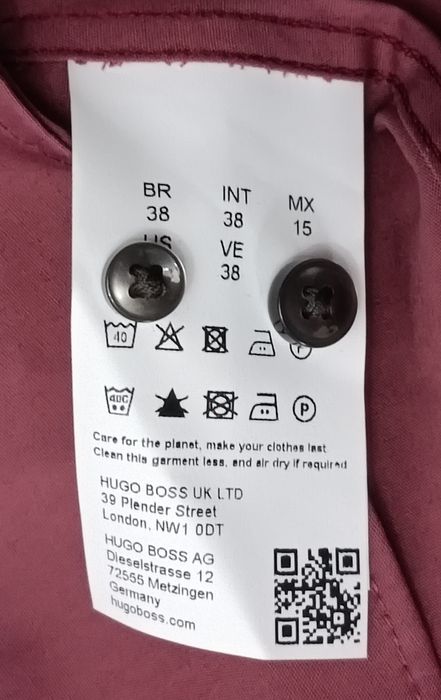 BR INT MX
38 38 15
US VE
38
40
P
40C
P
Care for the planet, make your clothes last
Clean this garment less, and air dry if required
HUGO BOSS UK LTD
39 Plender Street
London, NW1 0DT
HUGO BOSS AG
Dieselstrasse 12
72555 Metzingen
Germany
hugoboss.com